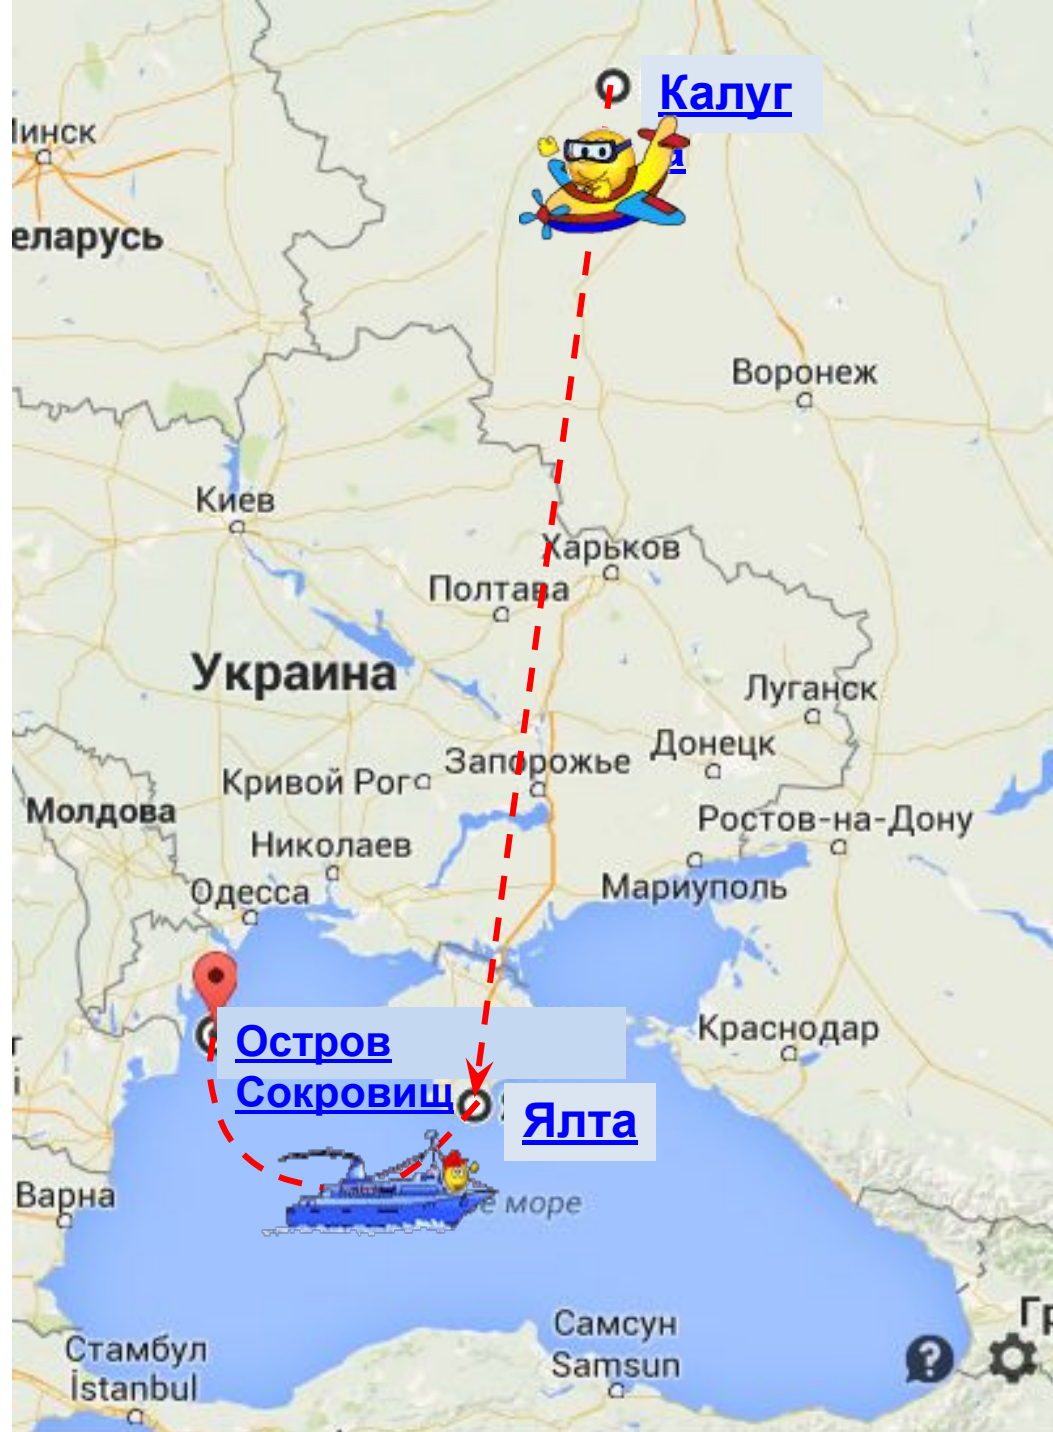 Калуг
а
Минск
еларусь
Воронеж
Киев
Харьков
Полтава
Украина
Луганск
Донецк
Запорожье
Кривой Рог
Молдова
Ростов-на-Дону
Николаев
Мариуполь
Одесса
Остров
Сокровищ
Краснодар
Ялта
Варна
море
Самсун
Samsun
Стамбул
İstanbul
Гр